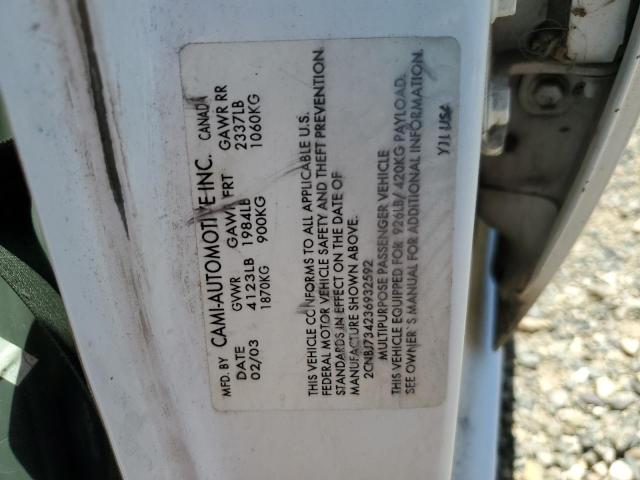 MFD. BY CAMI-AUTOMOTIVE-INC. CANADA
DATE GVWR GAWR FRT GAWR RR
02/03 4123LB 1984LB 2337LB
1870KG 900KG 1060KG
THIS VEHICLE CONFORMS TO ALL APPLICABLE U.S.
FEDERAL MOTOR VEHICLE SAFETY AND THEFT PREVENTION
STANDARDS IN EFFECT ON THE DATE OF
MANUFACTURE SHOWN ABOVE.
2CNBJ734236932592
MULTIPURPOSE PASSENGER VEHICLE
THIS VEHICLE EQUIPPED FOR 926LB/ 420KG PAYLOAD.
SEE OWNER'S MANUAL FOR ADDITIONAL INFORMATION.
Y11 USA